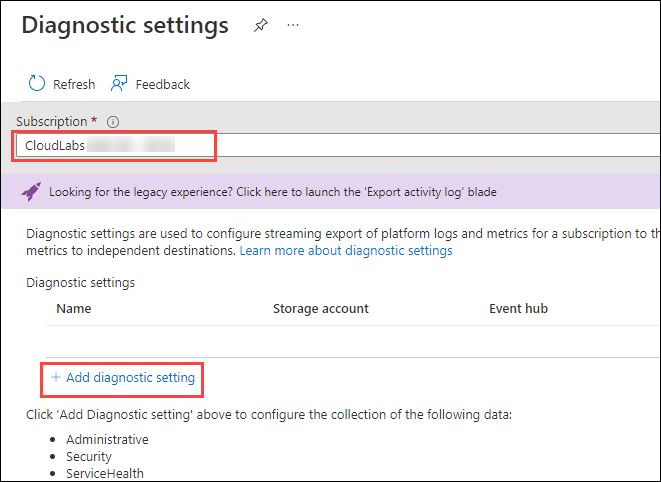 Diagnostic settings
Refresh Feedback
Subscription *
CloudLabs
Looking for the legacy experience? Click here to launch the 'Export activity log' blade
Diagnostic settings are used to configure streaming export of platform logs and metrics for a subscription to th
metrics to independent destinations. Learn more about diagnostic settings
Diagnostic settings
Name Storage account Event hub
+ Add diagnostic setting
Click 'Add Diagnostic setting' above to configure the collection of the following data:
• Administrative
• Security
• ServiceHealth